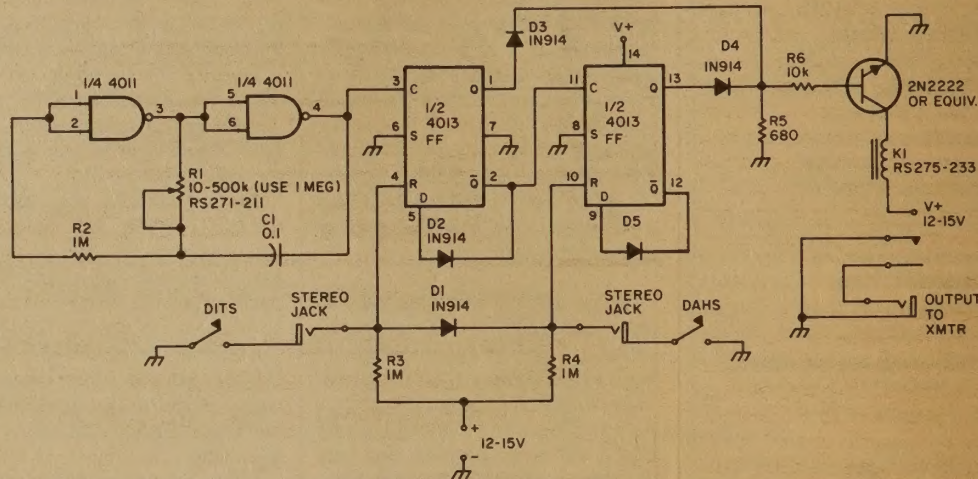 1/4 4011
1
2
3
1/4 4011
5
6
4
R1
10-500k (USE 1 MEG)
RS271-211
R2
1M
C1
0.1
3
C
Q
1
1/2
4013
FF
6
S
7
4
R
Q̅
2
D
5
D2
1N914
D3
1N914
V+
14
11
C
Q
13
1/2
4013
FF
8
S
10
R
Q̅
12
D
9
D5
D4
1N914
R6
10k
R5
680
2N2222
OR EQUIV.
K1
RS275-233
V+
12-15V
OUTPUT
TO
XMTR
DITS
STEREO
JACK
D1
1N914
STEREO
JACK
DAHS
R3
1M
R4
1M
+
12-15V
-